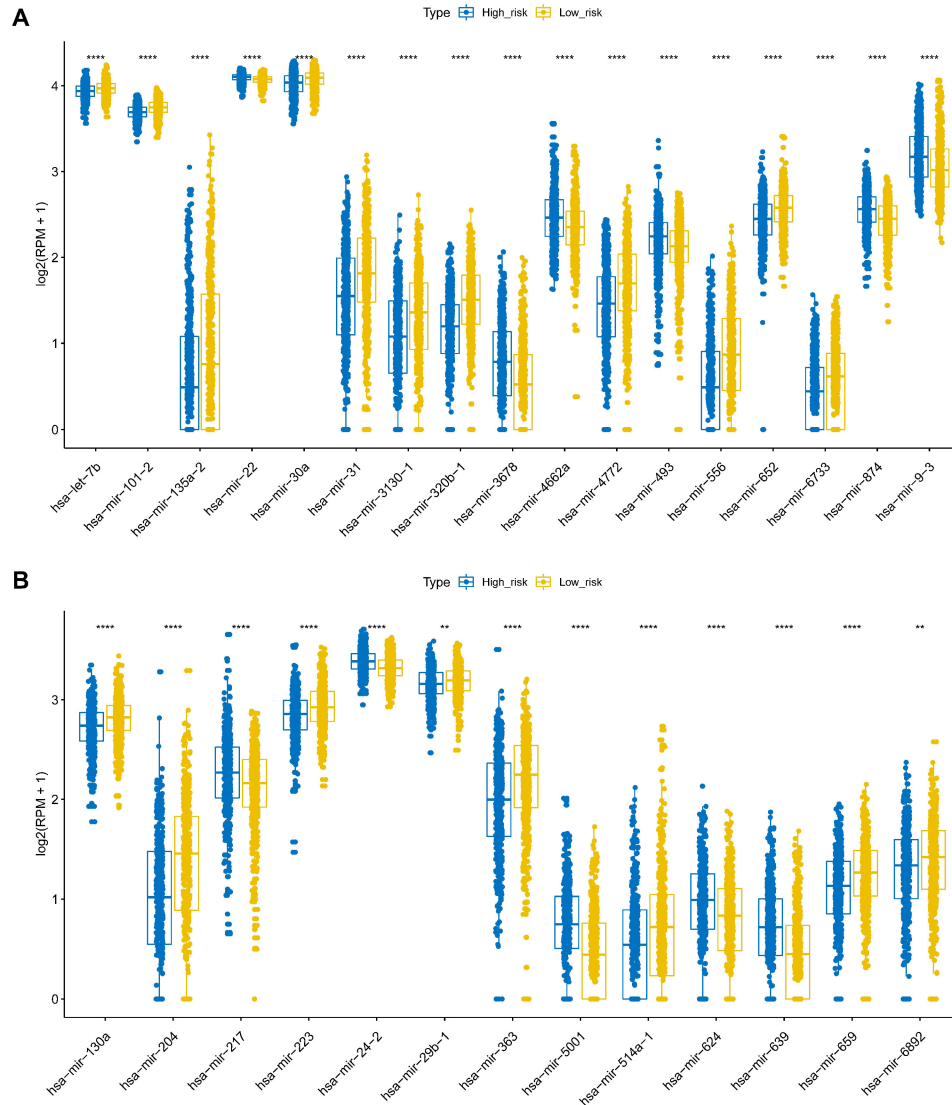 A
Type High_risk Low_risk
**** **** **** **** **** **** **** **** **** **** **** **** **** **** **** **** ****
4
3
2
1
0
log2(RPM + 1)
hsa−let−7b
hsa−mir−101−2
hsa−mir−135a−2
hsa−mir−22
hsa−mir−30a
hsa−mir−31
hsa−mir−3130−1
hsa−mir−320b−1
hsa−mir−3678
hsa−mir−4662a
hsa−mir−4772
hsa−mir−493
hsa−mir−556
hsa−mir−652
hsa−mir−6733
hsa−mir−874
hsa−mir−9−3
B
Type High_risk Low_risk
**** **** **** **** **** ** **** **** **** **** **** **** **
3
2
1
0
log2(RPM + 1)
hsa−mir−130a
hsa−mir−204
hsa−mir−217
hsa−mir−223
hsa−mir−24−2
hsa−mir−29b−1
hsa−mir−363
hsa−mir−5001
hsa−mir−514a−1
hsa−mir−624
hsa−mir−639
hsa−mir−659
hsa−mir−6892